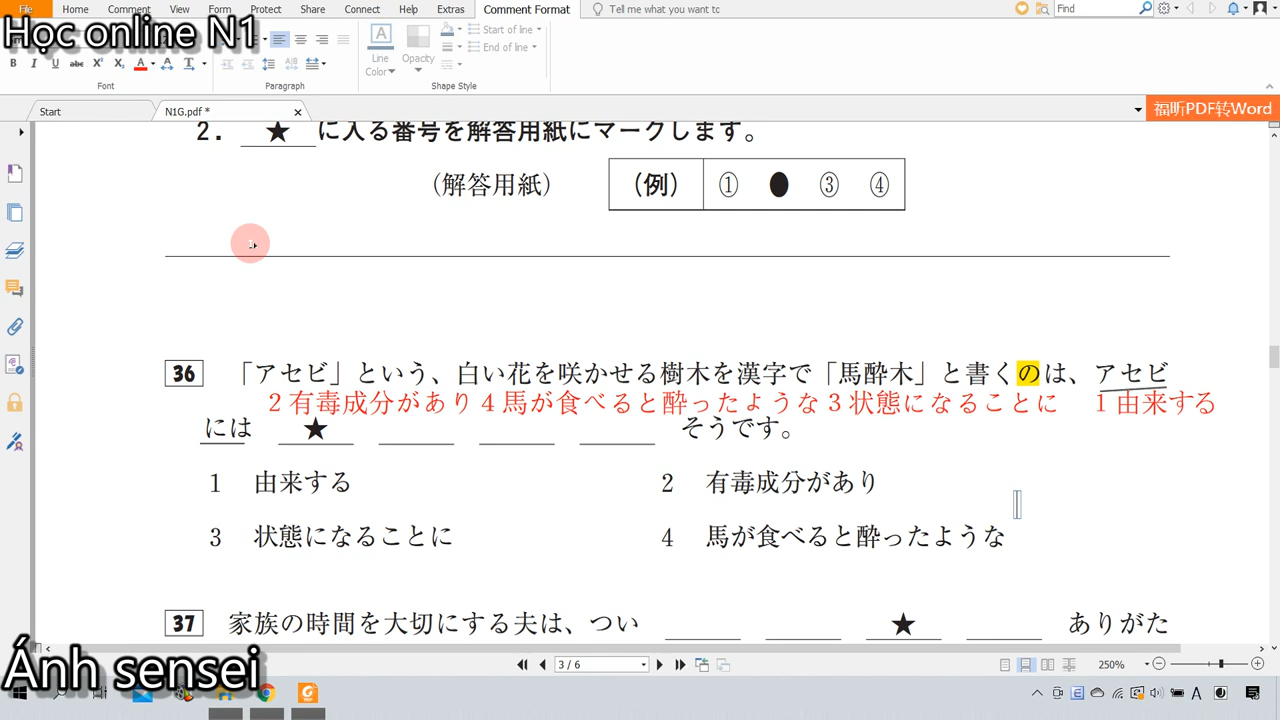 File Home Comment View Form Protect Share Connect Help Extras Comment Format Tell me what you want tc Find
Học online N1
Line Color Opacity Start of line End of line
Font Paragraph Shape Style
Start N1G.pdf * 福昕PDF转Word
2. ★ に入る番号を解答用紙にマークします。
（解答用紙） （例） ① ● ③ ④
36 「アセビ」という、白い花を咲かせる樹木を漢字で「馬酔木」と書くのは、アセビ
２有毒成分があり４馬が食べると酔ったような３状態になることに １由来する
には ★ そうです。
1 由来する 2 有毒成分があり
3 状態になることに 4 馬が食べると酔ったような
37 家族の時間を大切にする夫は、つい ★ ありがた
Ánh sensei
3 / 6 250%